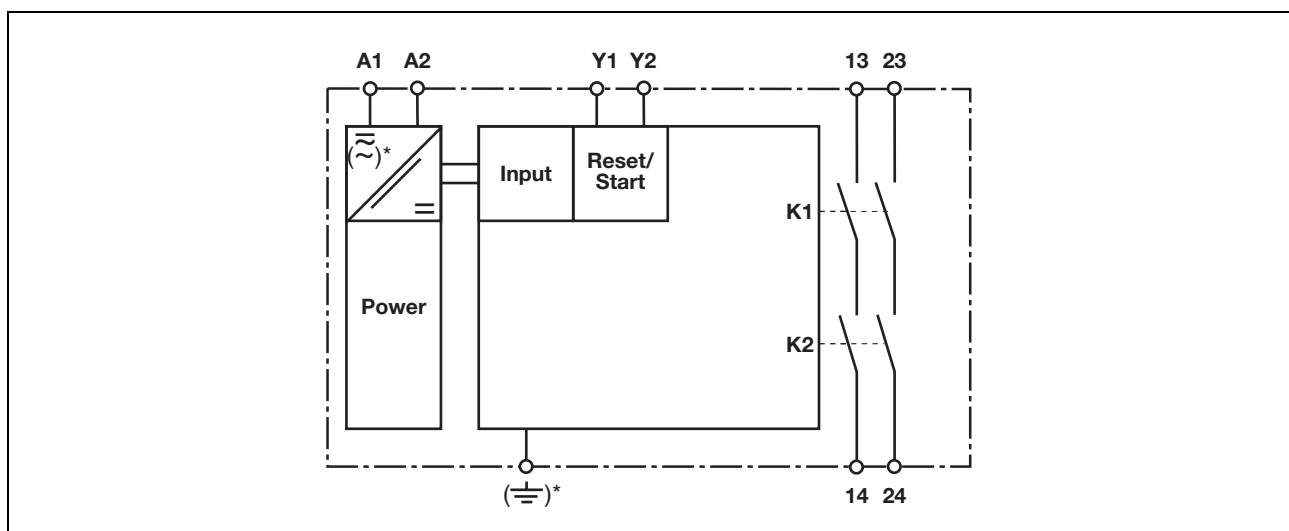 A1 A2 Y1 Y2 13 23
(~)*
Input
Reset/
Start
K1
Power
K2
( )*
14 24